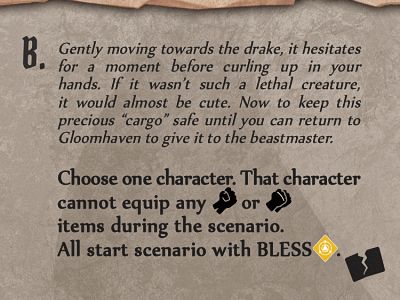 B.
Gently moving towards the drake, it hesitates
for a moment before curling up in your
hands. If it wasn't such a lethal creature,
it would almost be cute. Now to keep this
precious “cargo” safe until you can return to
Gloomhaven to give it to the beastmaster.
Choose one character. That character
cannot equip any or
items during the scenario.
All start scenario with BLESS.